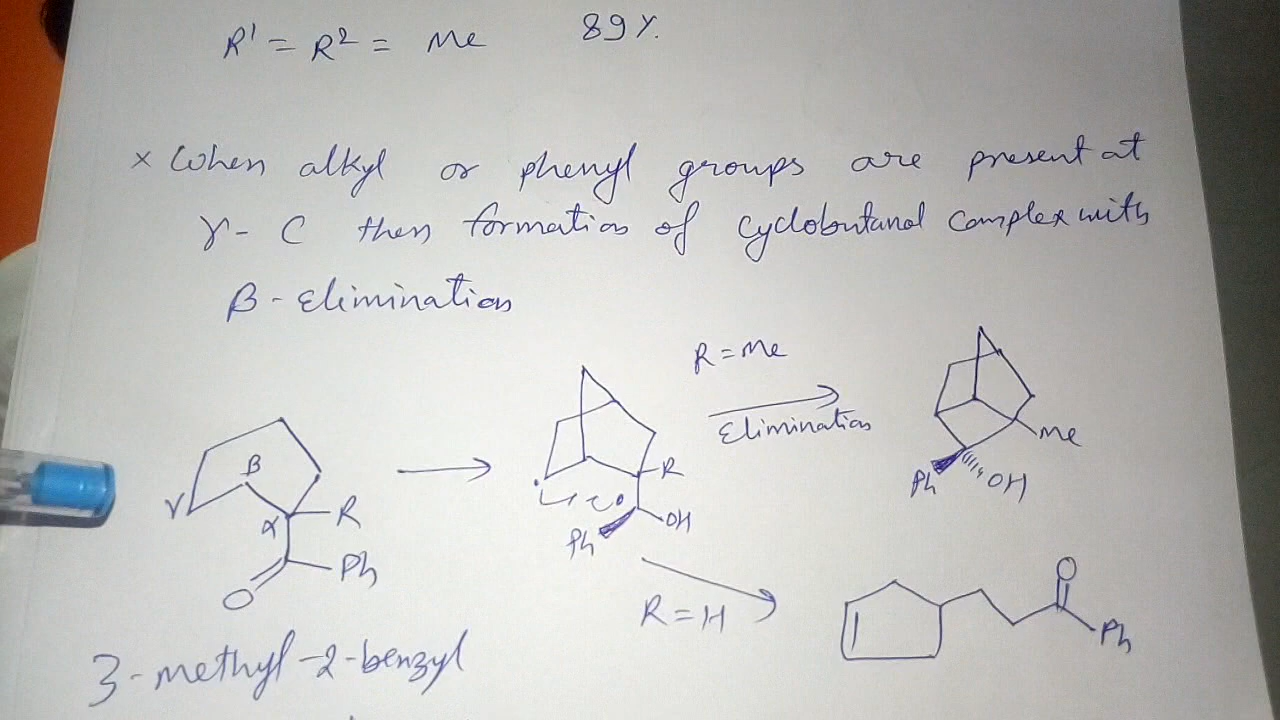 R¹ = R² = Me 89%.
× When alkyl or phenyl groups are present at
γ - C then formation of cyclobutanol complex with
β - Elimination
R = Me
Elimination
Me
Ph OH
β
γ
α R
Ph
O
R
OH
Ph
R = H
O
Ph
3-methyl-2-benzyl